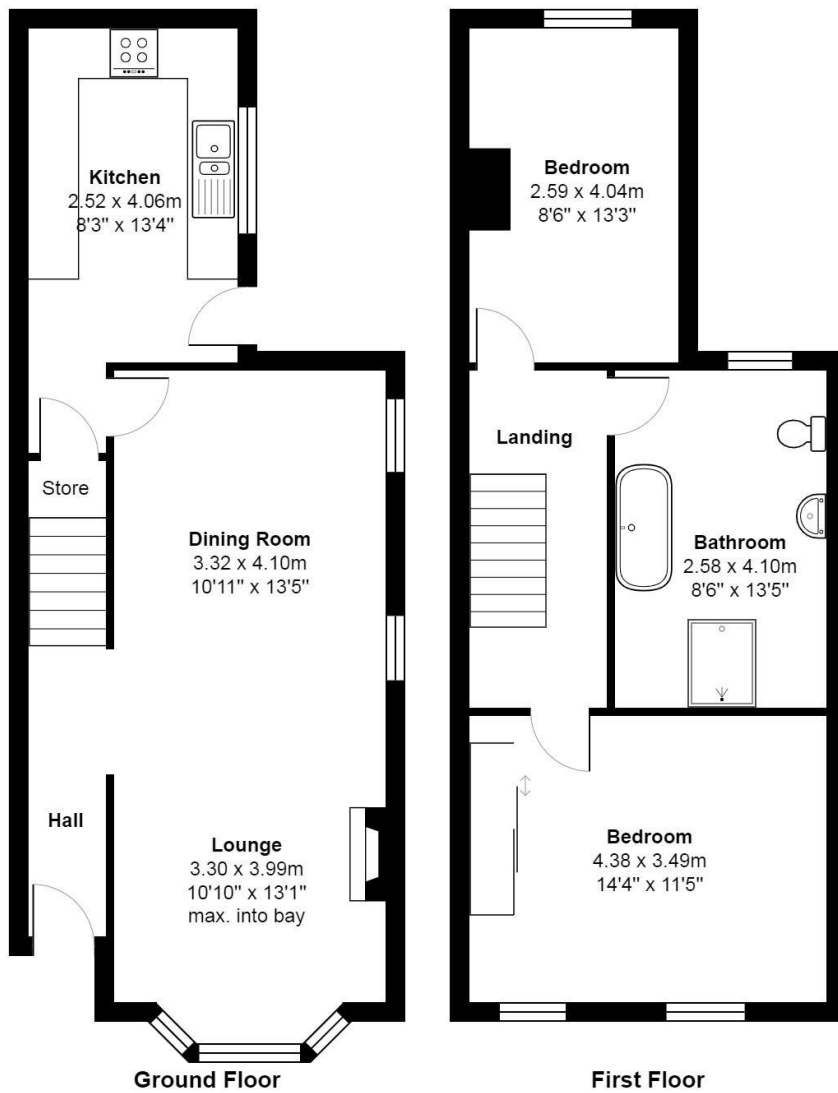 Kitchen
2.52 x 4.06m
8'3" x 13'4"
Store
Dining Room
3.32 x 4.10m
10'11" x 13'5"
Hall
Lounge
3.30 x 3.99m
10'10" x 13'1"
max. into bay
Ground Floor
Bedroom
2.59 x 4.04m
8'6" x 13'3"
Landing
Bathroom
2.58 x 4.10m
8'6" x 13'5"
Bedroom
4.38 x 3.49m
14'4" x 11'5"
First Floor